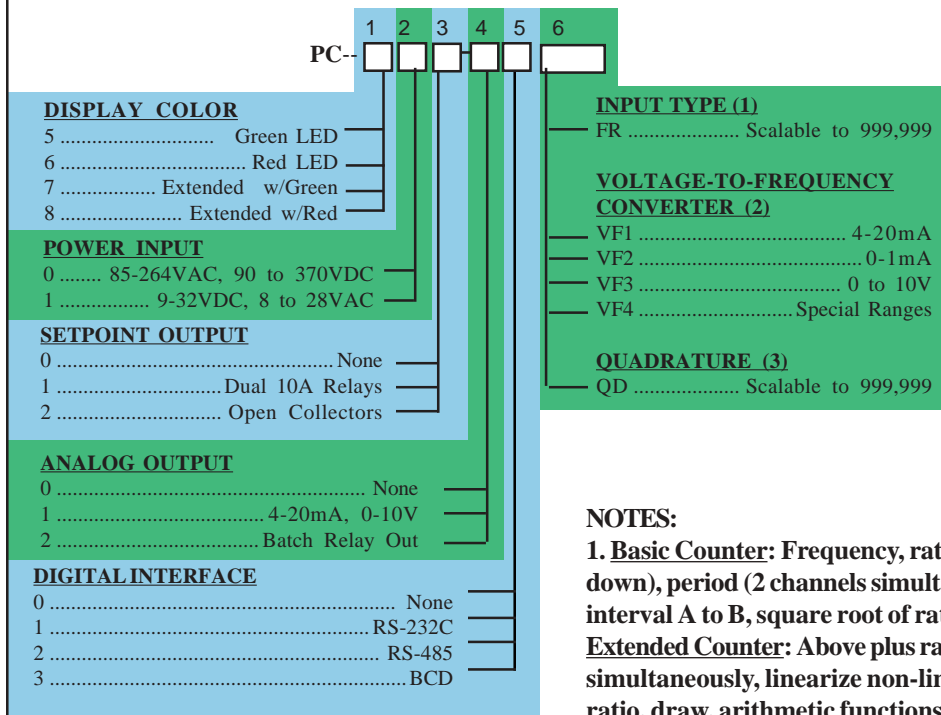 1 2 3 4 5 6
PC--
DISPLAY COLOR
5 ............................ Green LED
6 ................................... Red LED
7 ................. Extended w/Green
8 ...................... Extended w/Red
POWER INPUT
0 ........ 85-264VAC, 90 to 370VDC
1 ................ 9-32VDC, 8 to 28VAC
SETPOINT OUTPUT
0 ................................................... None
1 ..............................Dual 10A Relays
2 .............................. Open Collectors
ANALOG OUTPUT
0 ........................................................ None
1 ......................................4-20mA, 0-10V
2 .....................................Batch Relay Out
DIGITAL INTERFACE
0 ............................................................... None
1 ..........................................................RS-232C
2 ............................................................ RS-485
3 .................................................................BCD
INPUT TYPE (1)
FR .................... Scalable to 999,999
VOLTAGE-TO-FREQUENCY
CONVERTER (2)
VF1 ...................................... 4-20mA
VF2 .........................................0-1mA
VF3 ..................................... 0 to 10V
VF4 ............................Special Ranges
QUADRATURE (3)
QD ................... Scalable to 999,999
NOTES:
1. Basic Counter: Frequency,
down), period (2 channels
interval A to B, square root of
Extended Counter: Above plus
simultaneously, linearize
ratio, draw, arithmetic functions